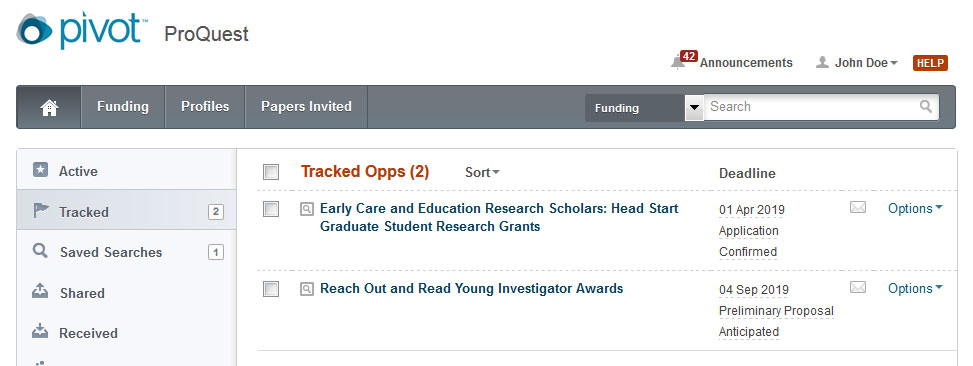 pivot™ ProQuest
42 Announcements John Doe HELP
Funding Profiles Papers Invited Funding Search
Active
Tracked 2
Saved Searches 1
Shared
Received
Tracked Opps (2) Sort Deadline
Early Care and Education Research Scholars: Head Start
Graduate Student Research Grants
01 Apr 2019
Application
Confirmed
Options
Reach Out and Read Young Investigator Awards
04 Sep 2019
Preliminary Proposal
Anticipated
Options